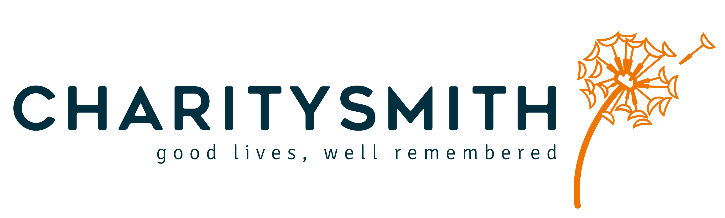 CHARITYSMITH
good lives, well remembered